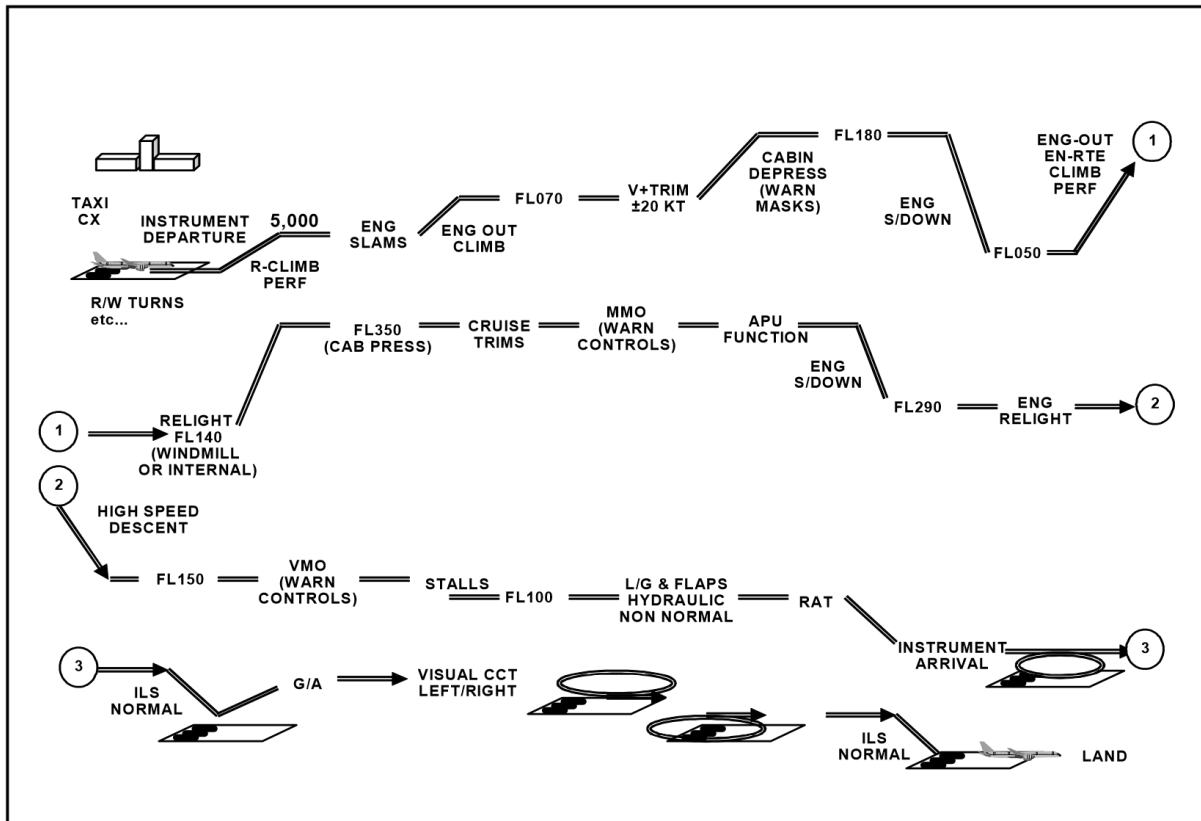 TAXI
CX
INSTRUMENT
DEPARTURE
5,000
R-CLIMB
PERF
R/W TURNS
etc...
ENG
SLAMS
ENG OUT
CLIMB
FL070
V+TRIM
±20 KT
CABIN
DEPRESS
(WARN
MASKS)
FL180
ENG
S/DOWN
FL050
ENG-OUT
EN-RTE
CLIMB
PERF
1
1
RELIGHT
FL140
(WINDMILL
OR INTERNAL)
FL350
(CAB PRESS)
CRUISE
TRIMS
MMO
(WARN
CONTROLS)
APU
FUNCTION
ENG
S/DOWN
FL290
ENG
RELIGHT
2
2
HIGH SPEED
DESCENT
FL150
VMO
(WARN
CONTROLS)
STALLS
FL100
L/G & FLAPS
HYDRAULIC
NON NORMAL
RAT
INSTRUMENT
ARRIVAL
3
3
ILS
NORMAL
G/A
VISUAL CCT
LEFT/RIGHT
ILS
NORMAL
LAND